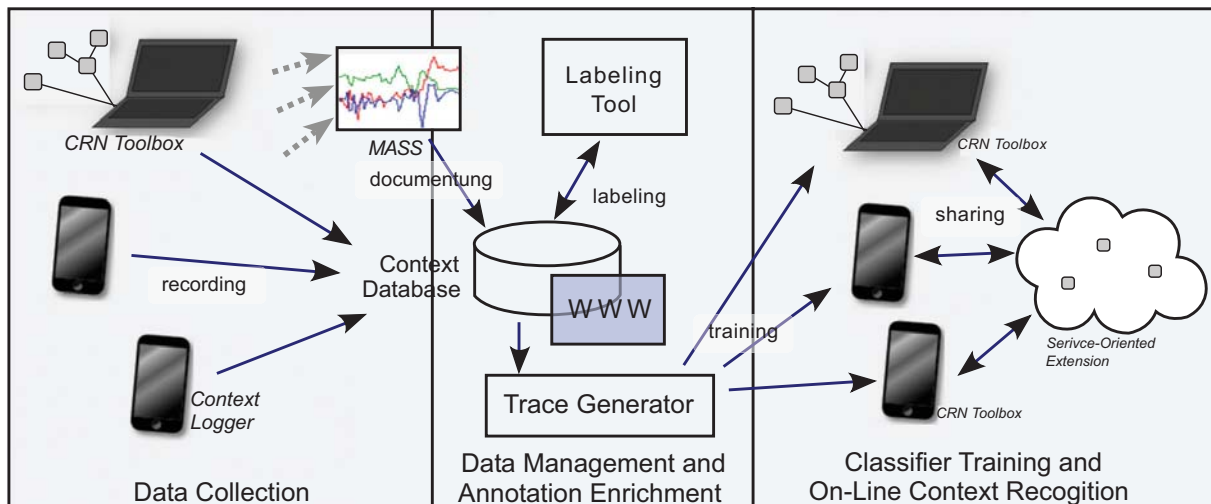 CRN Toolbox
MASS
documentung
recording
Context
Logger
Data Collection
Labeling
Tool
labeling
Context
Database
W W W
Trace Generator
Data Management and
Annotation Enrichment
training
CRN Toolbox
sharing
Serivce-Oriented
Extension
CRN Toolbox
Classifier Training and
On-Line Context Recogition